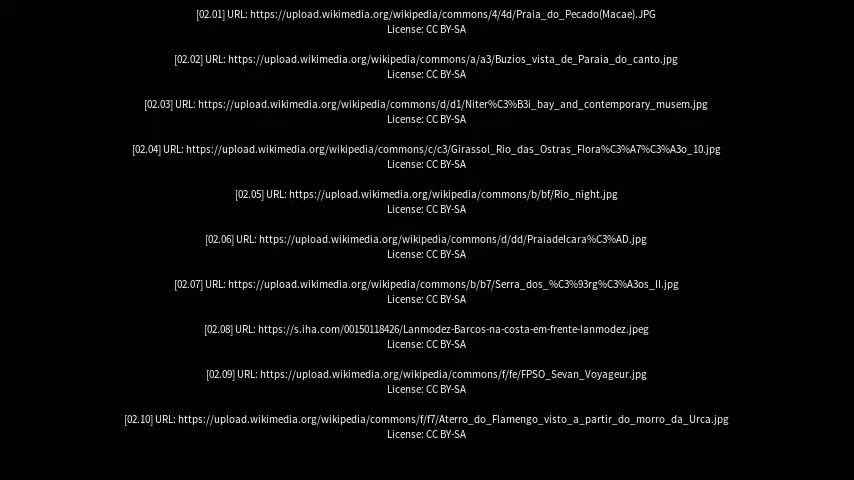 [02.01] URL: https://upload.wikimedia.org/wikipedia/commons/4/4d/Praia_do_Pecado(Macae).JPG
License: CC BY-SA
[02.02] URL: https://upload.wikimedia.org/wikipedia/commons/a/a3/Buzios_vista_de_Paraia_do_canto.jpg
License: CC BY-SA
[02.03] URL: https://upload.wikimedia.org/wikipedia/commons/d/d1/Niter%C3%B3i_bay_and_contemporary_musem.jpg
License: CC BY-SA
[02.04] URL: https://upload.wikimedia.org/wikipedia/commons/c/c3/Girassol_Rio_das_Ostras_Flora%C3%A7%C3%A3o_10.jpg
License: CC BY-SA
[02.05] URL: https://upload.wikimedia.org/wikipedia/commons/b/bf/Rio_night.jpg
License: CC BY-SA
[02.06] URL: https://upload.wikimedia.org/wikipedia/commons/d/dd/PraiadeIcara%C3%AD.jpg
License: CC BY-SA
[02.07] URL: https://upload.wikimedia.org/wikipedia/commons/b/b7/Serra_dos_%C3%93rg%C3%A3os_II.jpg
License: CC BY-SA
[02.08] URL: https://s.iha.com/00150118426/Lanmodez-Barcos-na-costa-em-frente-lanmodez.jpeg
License: CC BY-SA
[02.09] URL: https://upload.wikimedia.org/wikipedia/commons/f/fe/FPSO_Sevan_Voyageur.jpg
License: CC BY-SA
[02.10] URL: https://upload.wikimedia.org/wikipedia/commons/f/f7/Aterro_do_Flamengo_visto_a_partir_do_morro_da_Urca.jpg
License: CC BY-SA